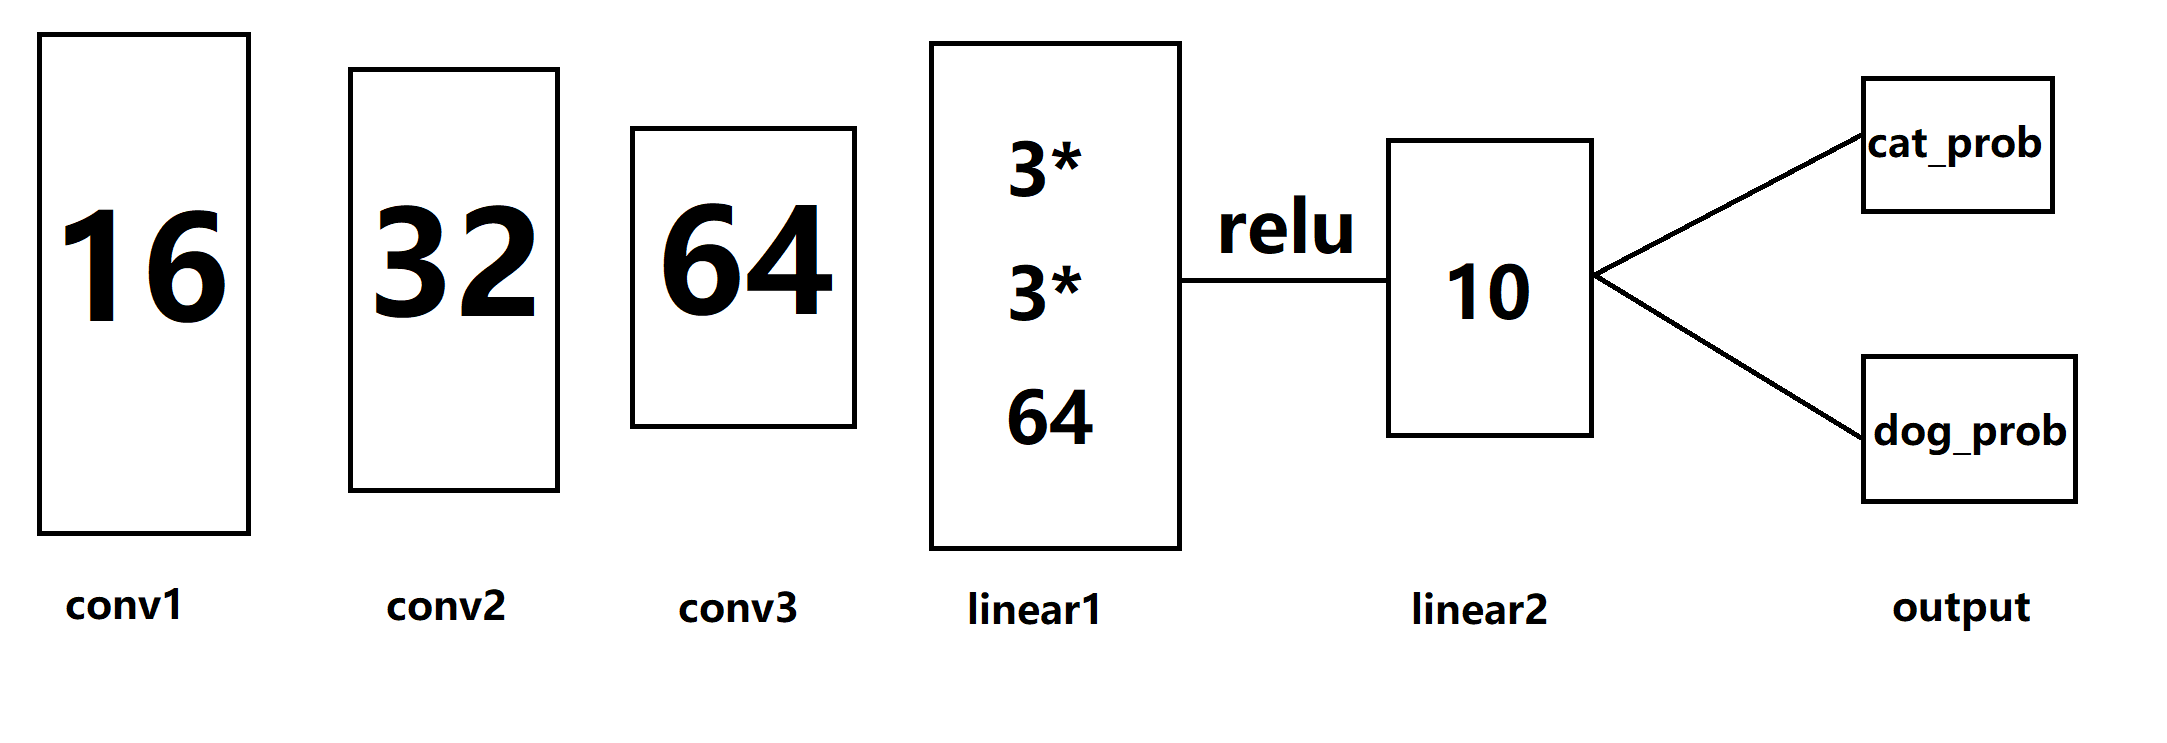 16
32
64
3*
3*
64
relu
10
cat_prob
dog_prob
conv1
conv2
conv3
linear1
linear2
output